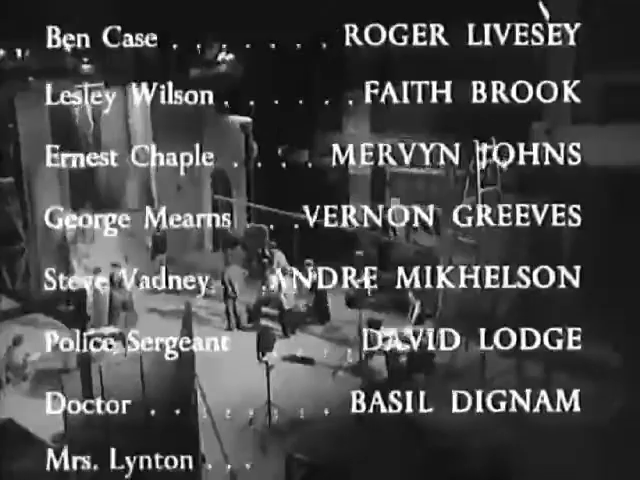 Ben Case . . . . . . . ROGER LIVESEY
Lesley Wilson . . . . . . FAITH BROOK
Ernest Chaple . . . . MERVYN JOHNS
George Mearns . . . VERNON GREEVES
Steve Vadney . . ANDRE MIKHELSON
Police Sergeant . . . . . DAVID LODGE
Doctor . . . . . . . . BASIL DIGNAM
Mrs. Lynton . . .